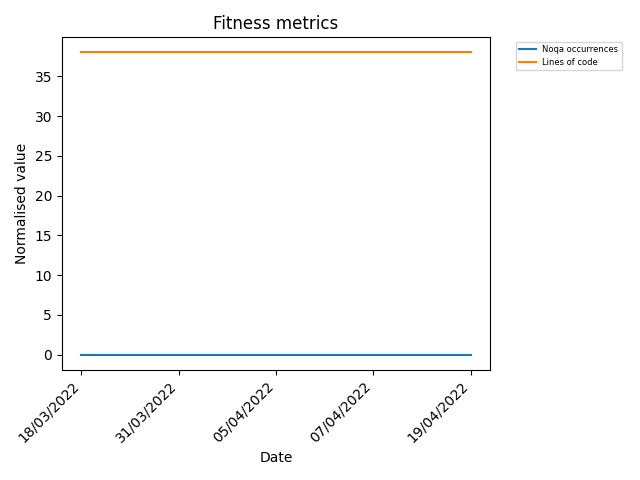 Fitness metrics
Noqa occurrences
Lines of code
Normalised value
35
30
25
20
15
10
5
0
18/03/2022
31/03/2022
05/04/2022
07/04/2022
19/04/2022
Date